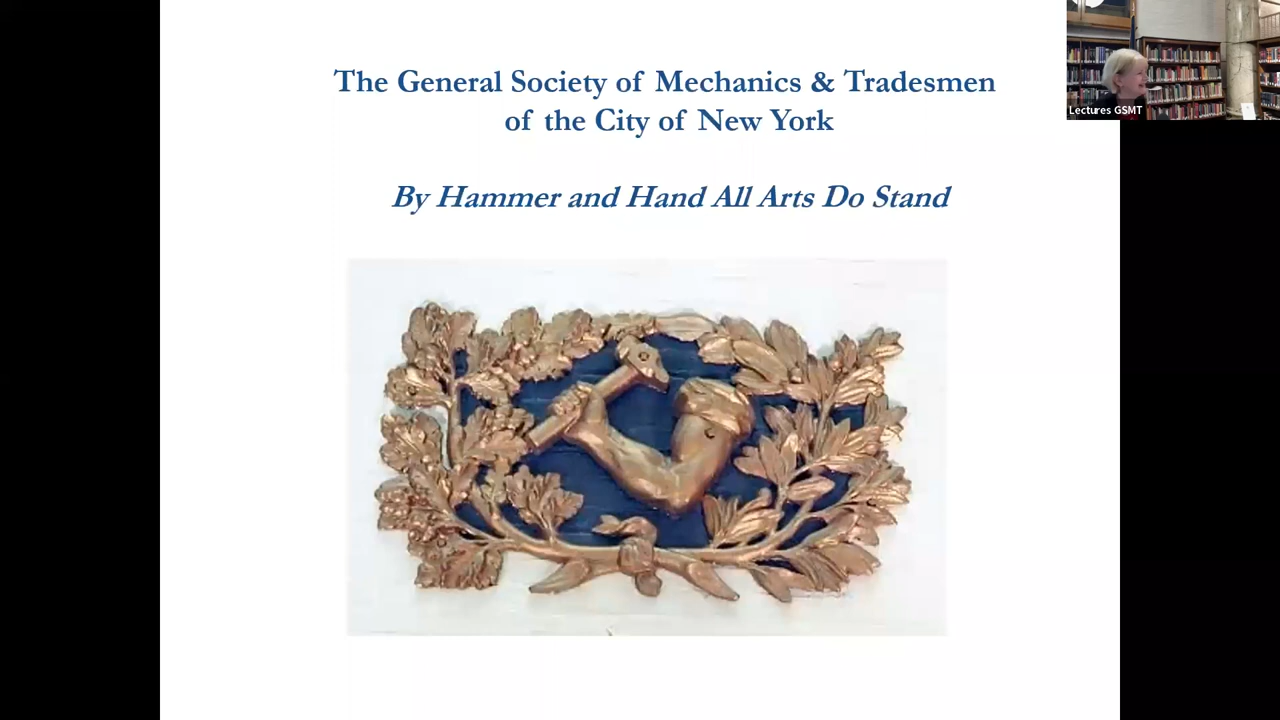 The General Society of Mechanics & Tradesmen
of the City of New York
By Hammer and Hand All Arts Do Stand
Lectures GSMT